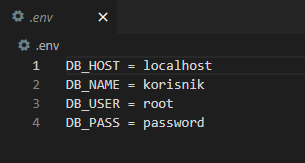 .env
.env
1 DB_HOST = localhost
2 DB_NAME = korisnik
3 DB_USER = root
4 DB_PASS = password